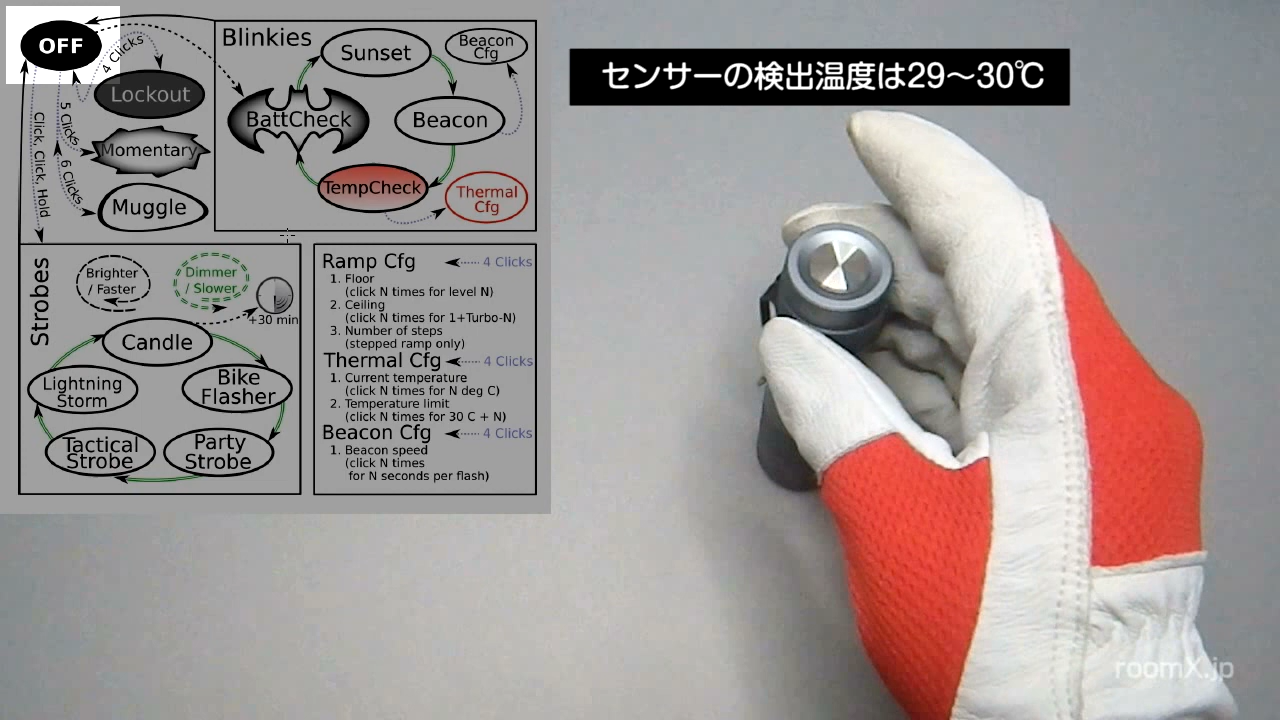 OFF
4 Clicks
Lockout
5 Clicks
Momentary
6 Clicks
Muggle
Click, Click, Hold
Blinkies
Sunset
Beacon
Cfg
BattCheck
Beacon
TempCheck
Thermal
Cfg
Strobes
Brighter
/ Faster
Dimmer
/ Slower
+30 min
Candle
Lightning
Storm
Bike
Flasher
Tactical
Strobe
Party
Strobe
Ramp Cfg 4 Clicks
1. Floor
(click N times for level N)
2. Ceiling
(click N times for 1+Turbo-N)
3. Number of steps
(stepped ramp only)
Thermal Cfg 4 Clicks
1. Current temperature
(click N times for N deg C)
2. Temperature limit
(click N times for 30 C + N)
Beacon Cfg 4 Clicks
1. Beacon speed
(click N times
for N seconds per flash)
センサーの検出温度は29～30℃
roomX.jp